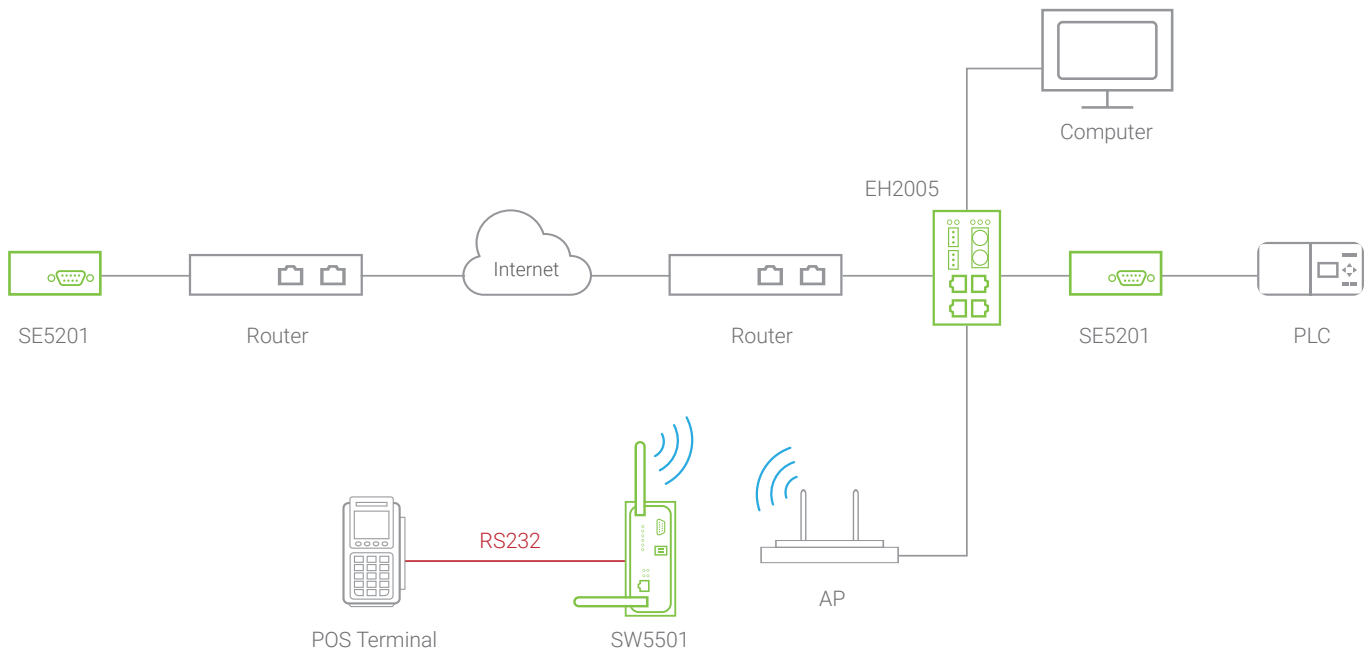 Computer
EH2005
Internet
SE5201
Router
Router
SE5201
PLC
RS232
AP
POS Terminal
SW5501